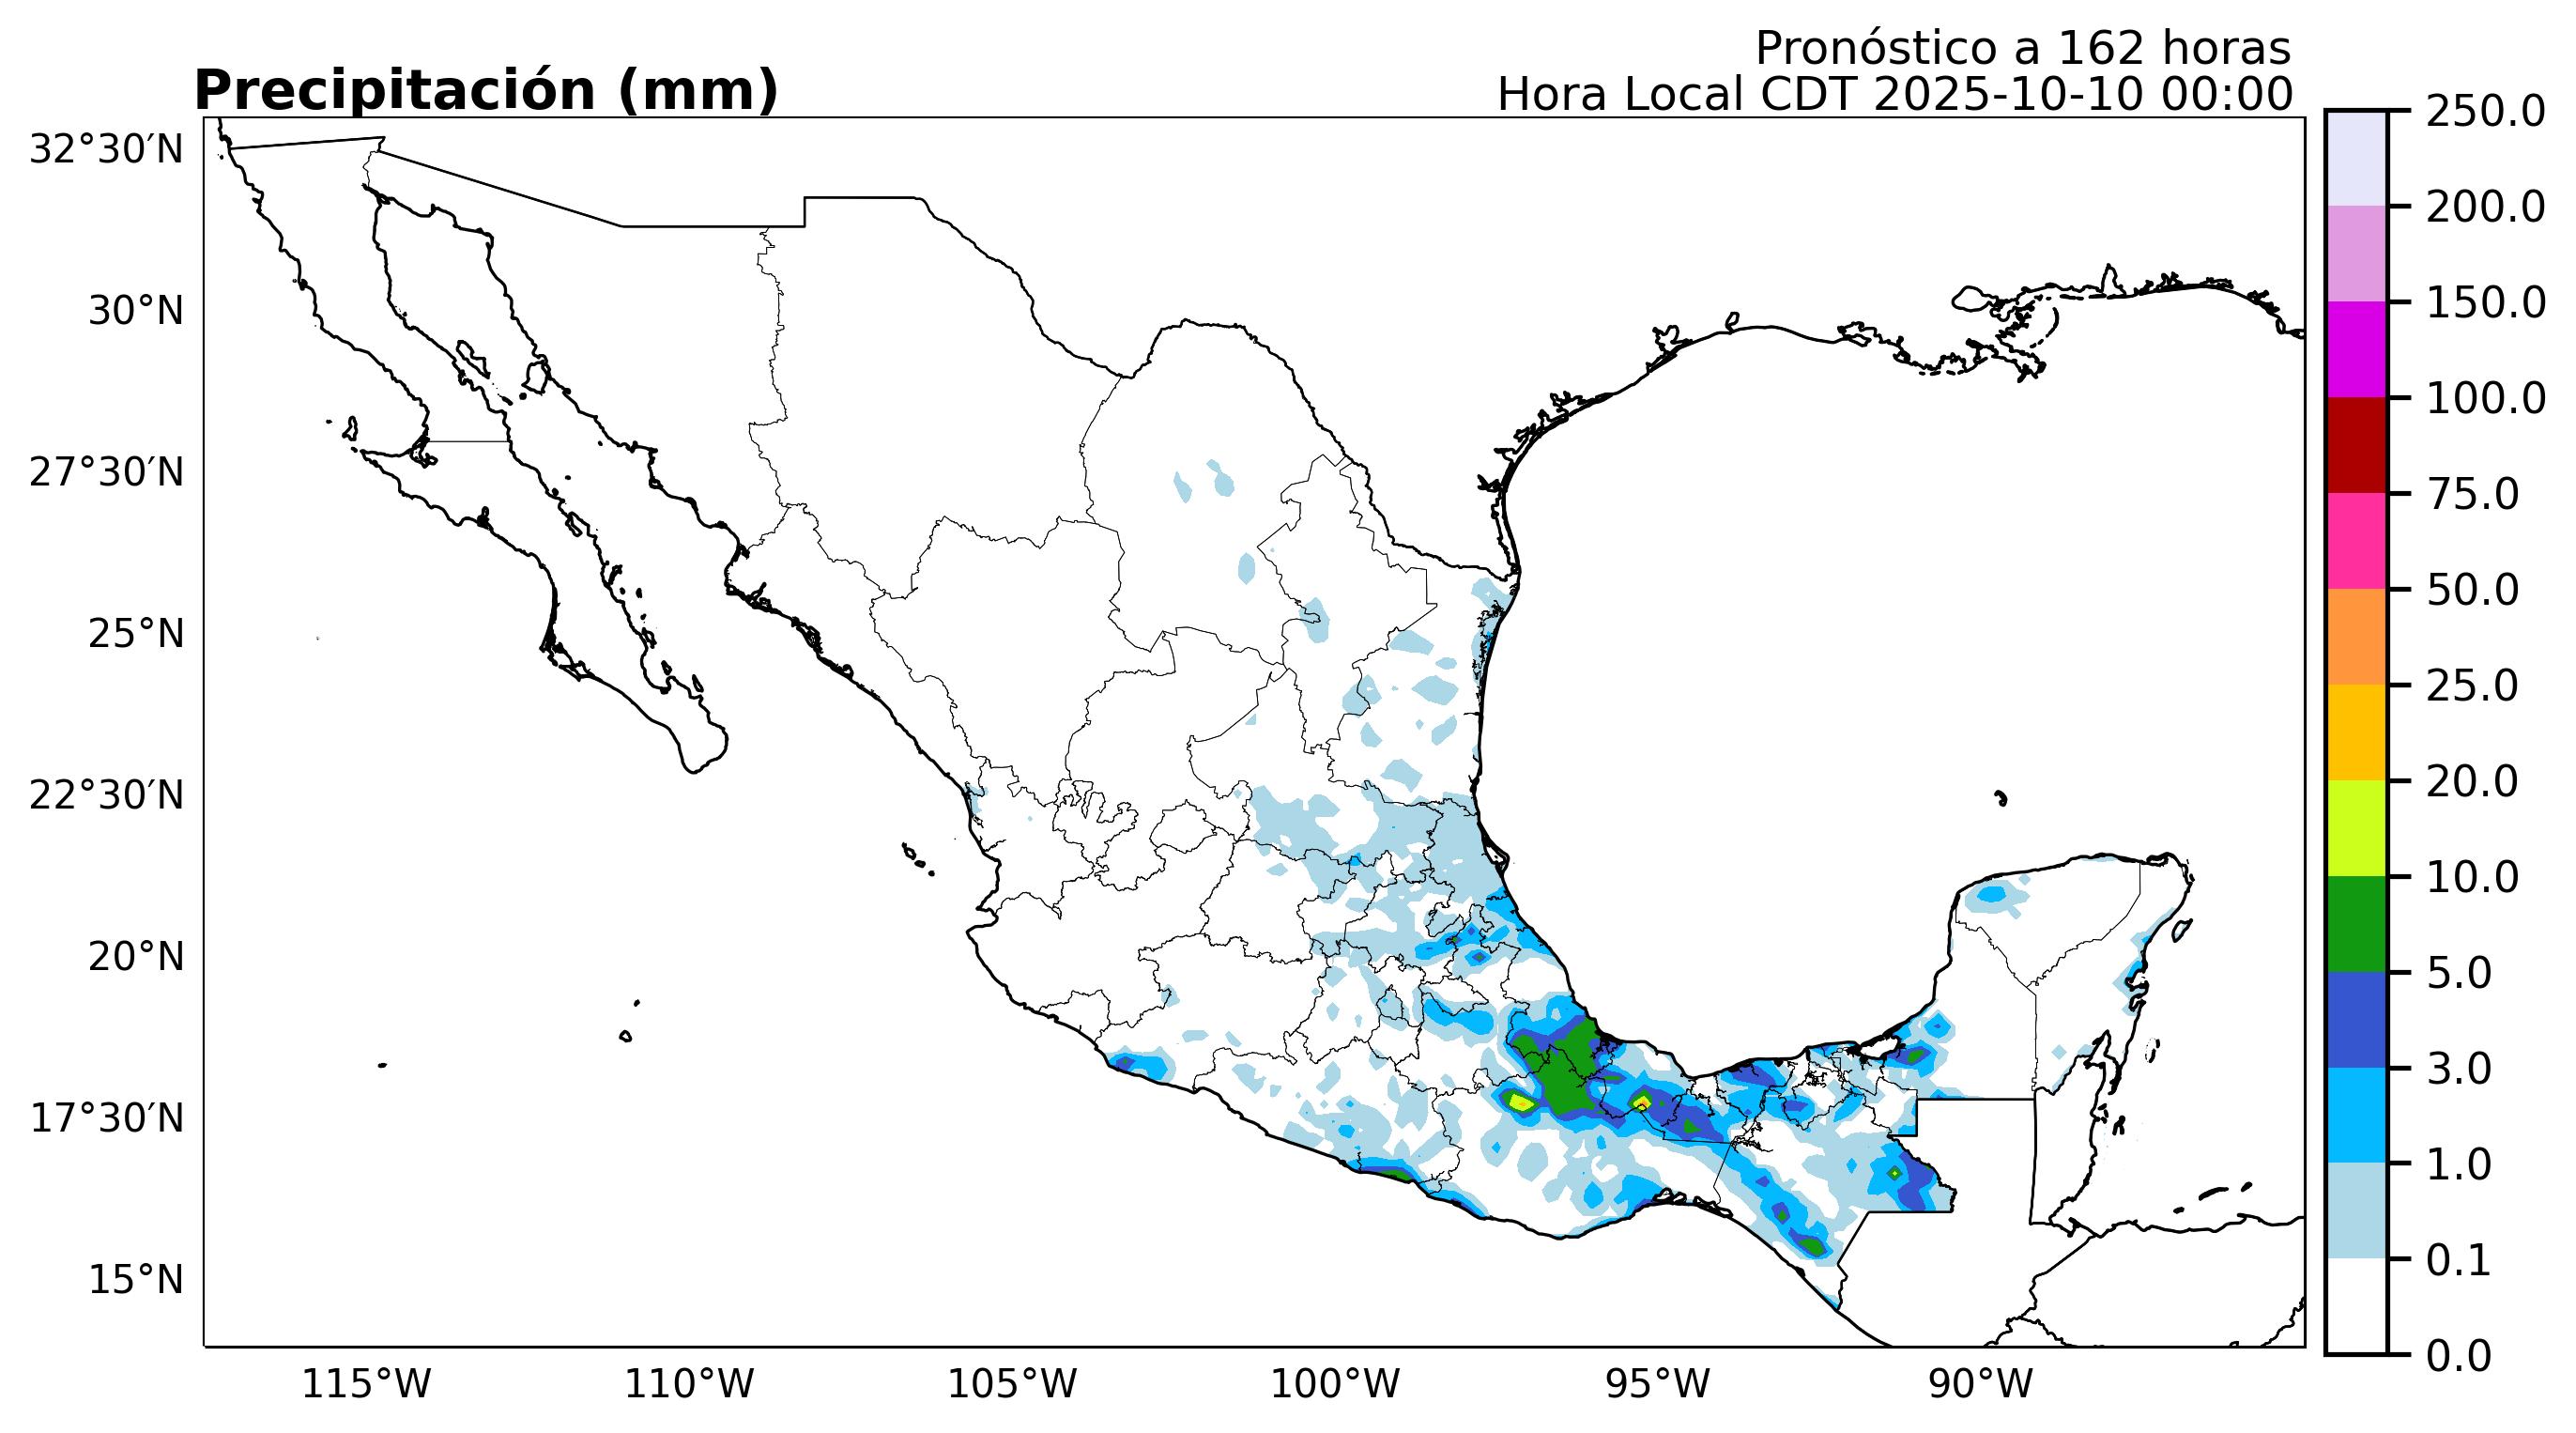 Pronóstico a 162 horas
Precipitación (mm)
Hora Local CDT 2025-10-10 00:00
32°30′N
30°N
27°30′N
25°N
22°30′N
20°N
17°30′N
15°N
115°W
110°W
105°W
100°W
95°W
90°W
250.0
200.0
150.0
100.0
75.0
50.0
25.0
20.0
10.0
5.0
3.0
1.0
0.1
0.0